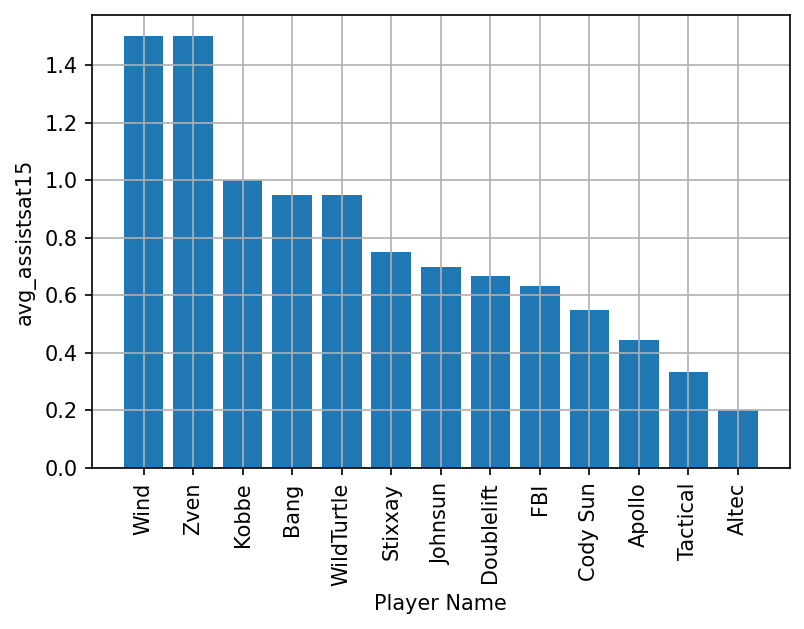 avg_assistsat15
1.4
1.2
1.0
0.8
0.6
0.4
0.2
0.0
Wind
Zven
Kobbe
Bang
WildTurtle
Stixxay
Johnsun
Doublelift
FBI
Cody Sun
Apollo
Tactical
Altec
Player Name